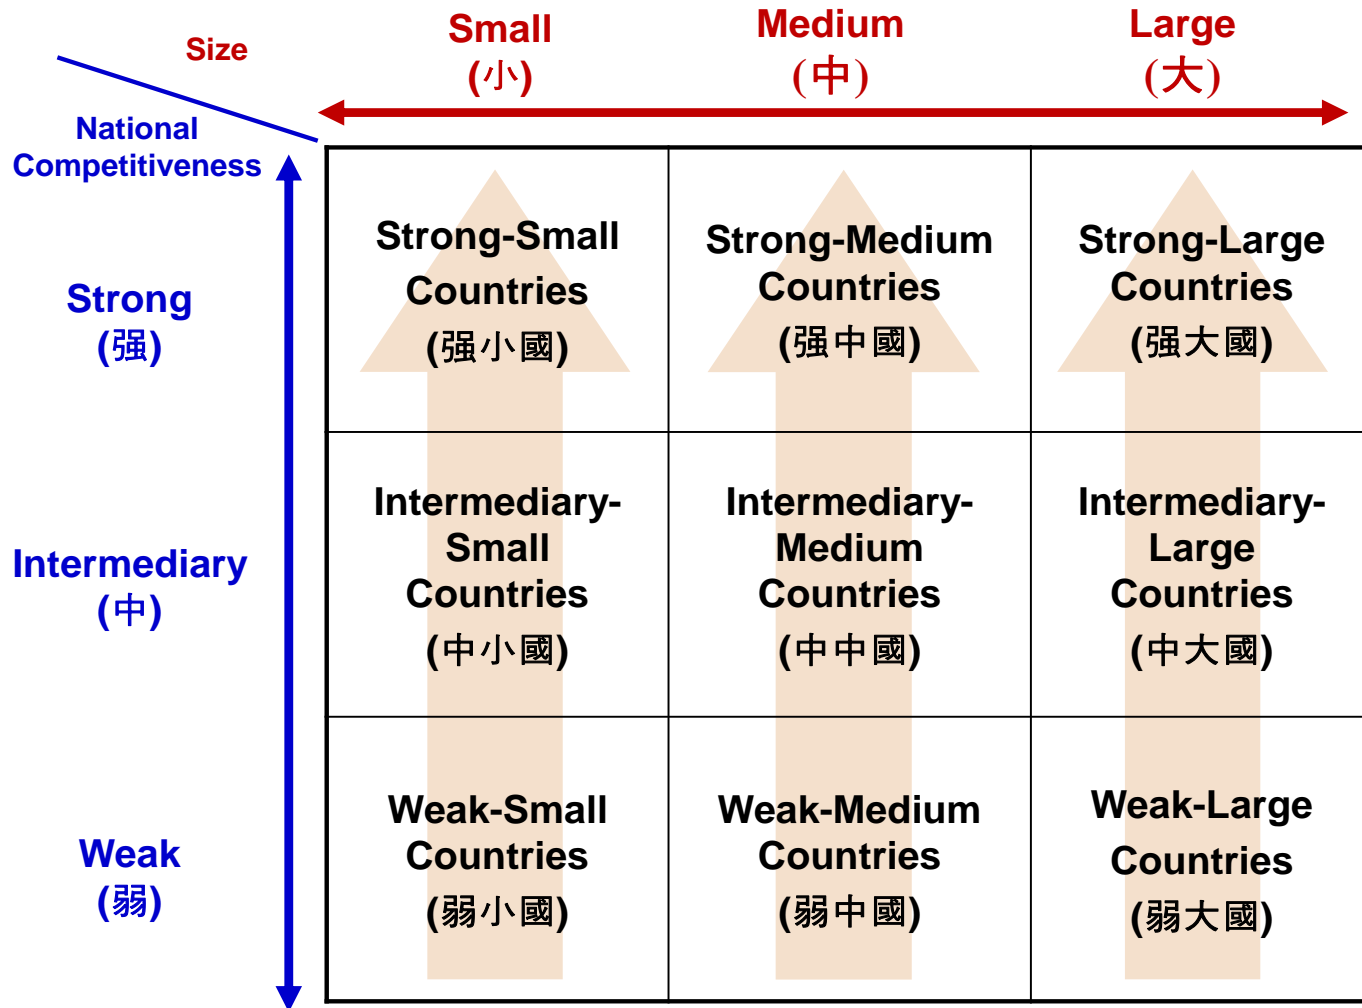 Size
Small
(小)
Medium
(中)
Large
(大)
National
Competitiveness
Strong
(强)
Strong-Small
Countries
(强小國)
Strong-Medium
Countries
(强中國)
Strong-Large
Countries
(强大國)
Intermediary
(中)
Intermediary-
Small
Countries
(中小國)
Intermediary-
Medium
Countries
(中中國)
Intermediary-
Large
Countries
(中大國)
Weak
(弱)
Weak-Small
Countries
(弱小國)
Weak-Medium
Countries
(弱中國)
Weak-Large
Countries
(弱大國)